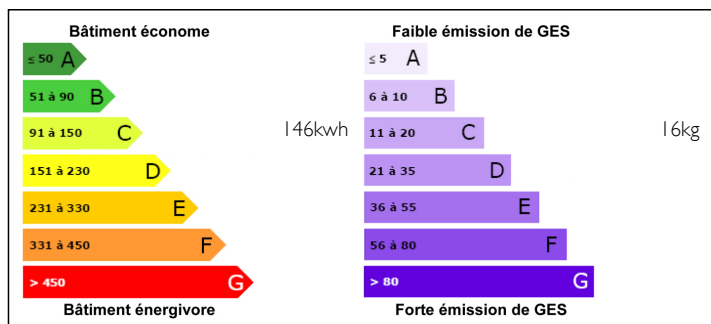 Bâtiment économe
≤ 50 A
51 à 90 B
91 à 150 C
146kwh
151 à 230 D
231 à 330 E
331 à 450 F
> 450 G
Bâtiment énergivore
Faible émission de GES
≤ 5 A
6 à 10 B
11 à 20 C
16kg
21 à 35 D
36 à 55 E
56 à 80 F
> 80 G
Forte émission de GES